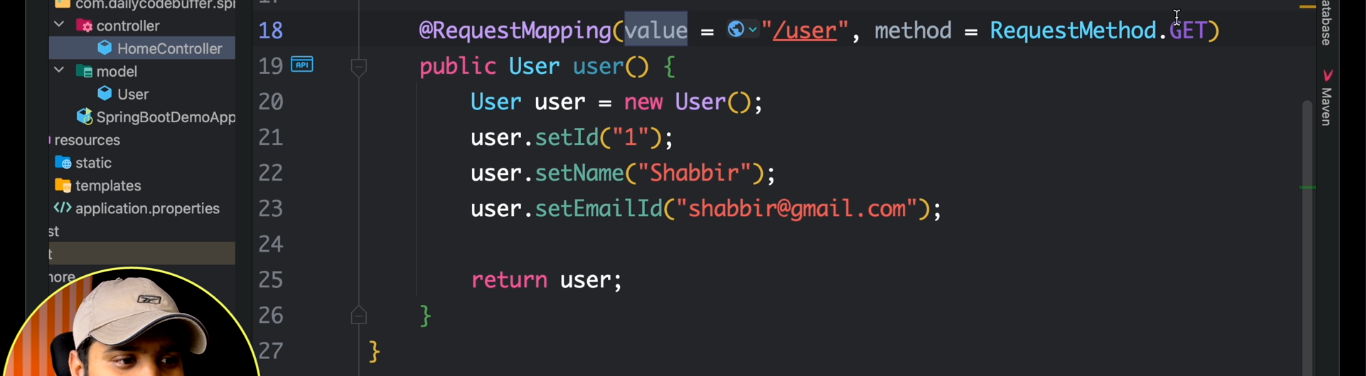 com.dailycodebuffer.spri
controller
HomeController
model
User
SpringBootDemoApp
resources
static
templates
application.properties
st
t
18 @RequestMapping(value = "/user", method = RequestMethod.GET)
19 API public User user() {
20 User user = new User();
21 user.setId("1");
22 user.setName("Shabbir");
23 user.setEmailId("shabbir@gmail.com");
24
25 return user;
26 }
27 }
atabase
Maven